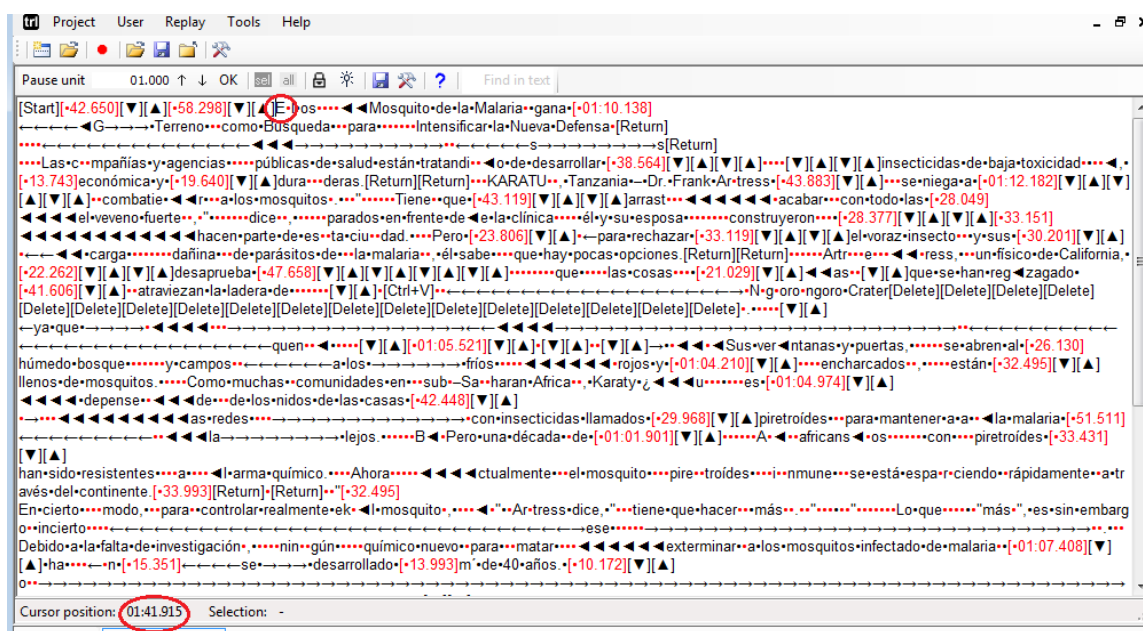 trl Project User Replay Tools Help
Pause unit 01.000 ↑ ↓ OK sel all ? Find in text
[Start][•42.650][▼][▲][•58.298][▼][▲]E•vos••••◄◄Mosquito•de•la•Malaria••gana•[•01:10.138]
←←←←◄G→→→•Terreno•••como•Búsqueda•••para•••••••Intensificar•la•Nueva•Defensa•[Return]
••••←←←←←←←←←←←←←◄◄◄→→→→→→→→→→→••←←←←←s→→→→→→→→s[Return]
••••Las•c••mpañías•y•agencias•••••públicas•de•salud•están•tratandi••◄o•de•desarrollar•[•38.564][▼][▲][▼][▲]••••[▼][▲][▼][▲]insecticidas•de•baja•toxicidad••••◄,•
[•13.743]económica•y•[•19.640][▼][▲]dura•••deras.[Return][Return]•••KARATU••,•Tanzania•–•Dr.•Frank•Ar•tress•[•43.883][▼][▲]•••se•niega•a•[•01:12.182][▼][▲][▼]
[▲][▼][▲]••combatie•◄◄r•••a•los•mosquitos•.••"••••••Tiene••que•[•43.119][▲][▼][▲][▼][▲]arrast•••◄◄◄◄◄◄•acabar•••con•todo•las•[•28.049]
◄◄◄◄el•veveno•fuerte••,•"•••••••dice••,••••••parados•en•frente•de◄e•la•clínica•••••él•y•su•esposa••••••••construyeron••••[•28.377][▼][▲][▼][▲][•33.151]
◄◄◄◄◄◄◄◄◄◄◄◄hacen•parte•de•es••ta•ciu••dad.••••Pero•[•23.806][▼][▲]•←para•rechazar•[•33.119][▼][▲][▼][▲]el•voraz•insecto•••y•sus•[•30.201][▼][▲]
•←←◄◄•carga•••••••dañina•••de•parásitos•de•••la•malaria••,•él•sabe••••que•hay•pocas•opciones.[Return][Return]••••••Artr•••e•••◄◄•ress,•••un•físico•de•California,•
[•22.262][▼][▲][▼][▲]desaprueba•[•47.658][▼][▲][▼][▲][▼][▲][▼][▲]••••••••que•••••las•cosas••••[•21.029][▼][▲]◄◄as••[▼][▲]que•se•han•reg◄zagado•
[•41.606][▼][▲]••atraviezan•la•ladera•de•••••••[▼][▲]•[Ctrl+V]••←←←←←←←←←←←←←←←←←←←←•N•g•oro•ngoro•Crater[Delete][Delete][Delete][Delete]
[Delete][Delete][Delete][Delete][Delete][Delete][Delete][Delete][Delete][Delete][Delete][Delete][Delete][Delete]•.•••••[▼][▲]
←ya•que•→→→→•◄◄◄◄•••→→→→→→→→→→→→→→→→→→←←◄◄◄◄→→→→→→→→→→→→→→→→→→→→→→→→→••←←←←←←←←←
←←←←←←←←←←←←←←←←quen••◄•••••[▼][▲][•01:05.521][▼][▲]•[▼][▲]••[▼][▲]→••◄◄•◄Sus•ver◄ntanas•y•puertas,••••••se•abren•al•[•26.130]
húmedo•bosque•••••••y•campos••←←←←←←a•los•→→→→→fríos•••••◄◄◄◄◄◄•rojos•y•[•01:04.210][▼][▲]••••encharcados••,•••••están•[•32.495][▼][▲]
llenos•de•mosquitos.•••••Como•muchas••comunidades•en•••sub•–Sa••haran•Africa••,•Karaty•¿◄◄◄u•••••••es[•01:04.974][▼][▲]
◄◄◄◄•depense••◄◄◄de•••de•los•nidos•de•las•casas•[•42.448][▼][▲]
•→•••◄◄◄◄◄◄◄◄◄as•redes••••→→→→→→→→→→→→→→→→•con•insecticidas•llamados•[•29.968][▼][▲]piretroídes•••para•mantener•a•a••◄la•malaria•[•51.511]
←←←←←←←←←←←••◄◄◄la→→→→→→→→→•lejos.••••••B◄•Pero•una•década••de•[•01:01.901][▼][▲]••••••A•◄••africans◄•os•••••••con••••piretroídes•[•33.431]
[▼][▲]
han•sido•resistentes••••a••••◄l•arma•químico.••••Ahora•••••◄◄◄◄ctualmente•••el•mosquito••••pire••troídes••••i••nmune•••se•está•espa•r•ciendo••rápidamente••a•tr
avés•del•continente.[•33.993][Return]•[Return]••"[•32.495]
En•cierto••••modo,•••para••controlar•realmente•ek•◄l•mosquito•,••••◄•"••Ar•tress•dice,•"•••tiene•que•hacer•••más••.••"••••••"•••••••Lo•que••••••"más•",•es•sin•embarg
o••incierto••••←←←←←←←←←←←←←←←←←←←←←←←←←←←←←ese••••••→→→→→→→→→→→→→→→→→→→→→→→→→→••.•••
Debido•a•la•falta•de•investigación•,•••••nin••gún•••••químico•nuevo••para•••matar••••◄◄◄◄◄◄exterminar••a•los•mosquitos•infectado•de•malaria••[•01:07.408][▼]
[▲]•ha••••←•n•[•15.351]←←←←se→→→→•desarrollado•[•13.993]m´•de•40•años.•[•10.172][▼][▲]
o••→→→→→→→→→→→→→→→→→→→→→→→→→→→→→→→→→→→→→→→→→→→→→→→→→→→→→→→→→→→→→→→→→→→→→→
Cursor position: 01:41.915 Selection: -